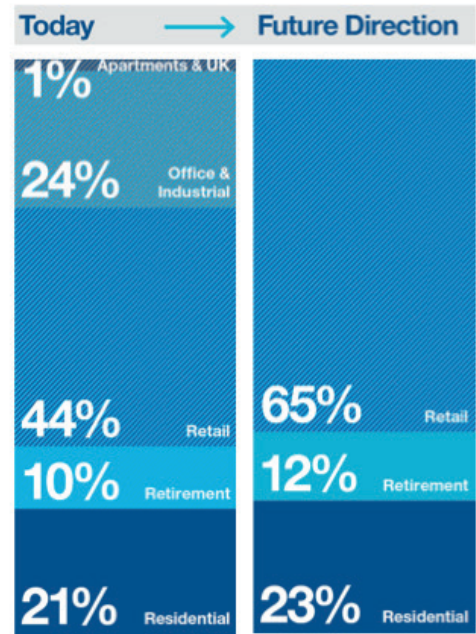 Today → Future Direction
1% Apartments & UK
24% Office &
Industrial
44% Retail
65% Retail
10% Retirement
12% Retirement
21% Residential
23% Residential